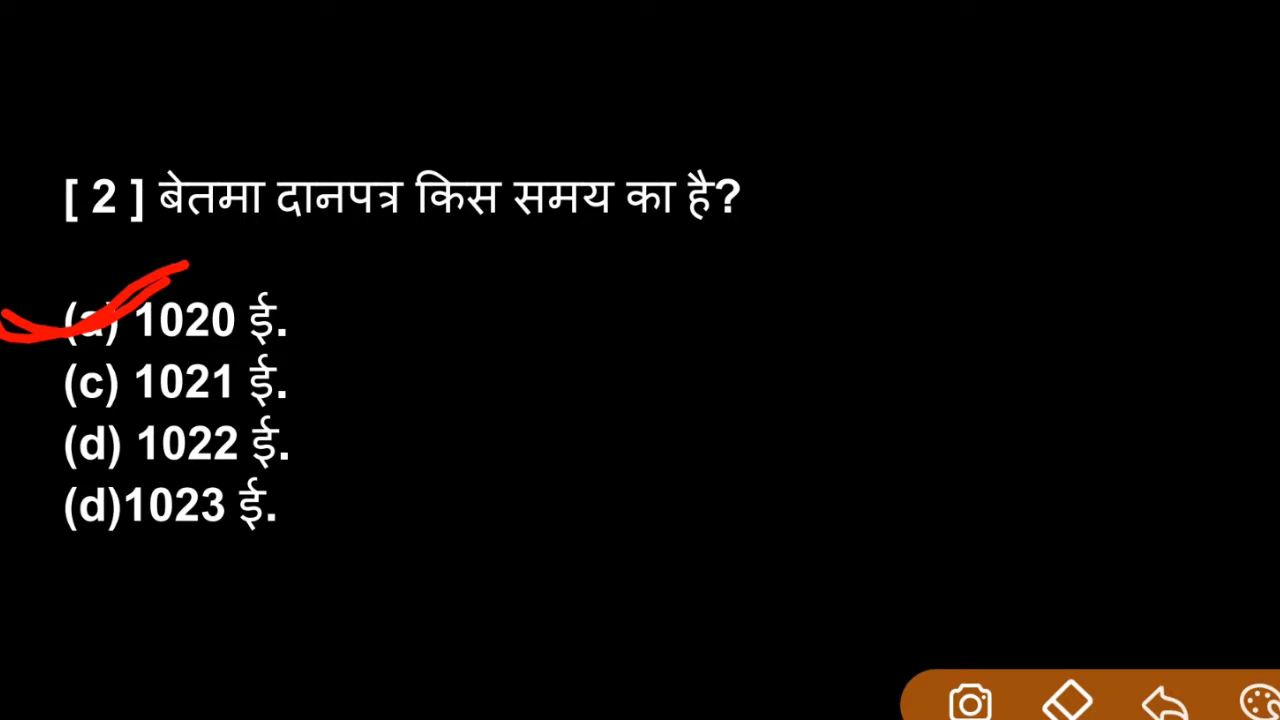 [ 2 ] बेतमा दानपत्र किस समय का है?
(a) 1020 ई.
(c) 1021 ई.
(d) 1022 ई.
(d)1023 ई.